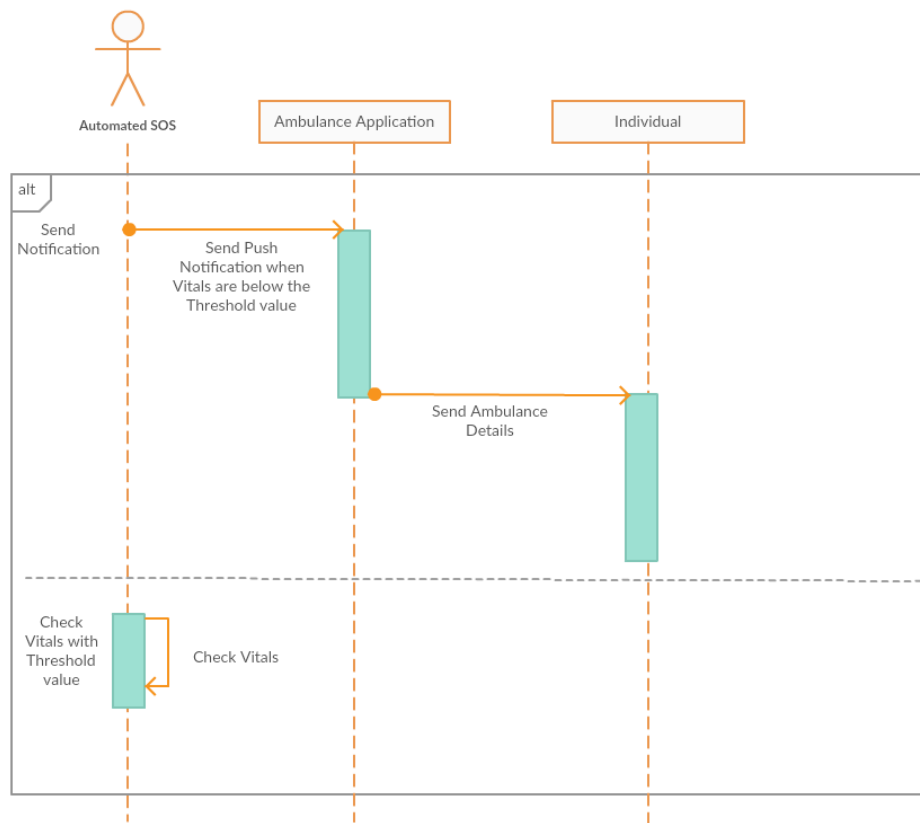 Automated SOS
Ambulance Application
Individual
alt
Send
Notification
Send Push
Notification when
Vitals are below the
Threshold value
Send Ambulance
Details
Check
Vitals with
Threshold
value
Check Vitals